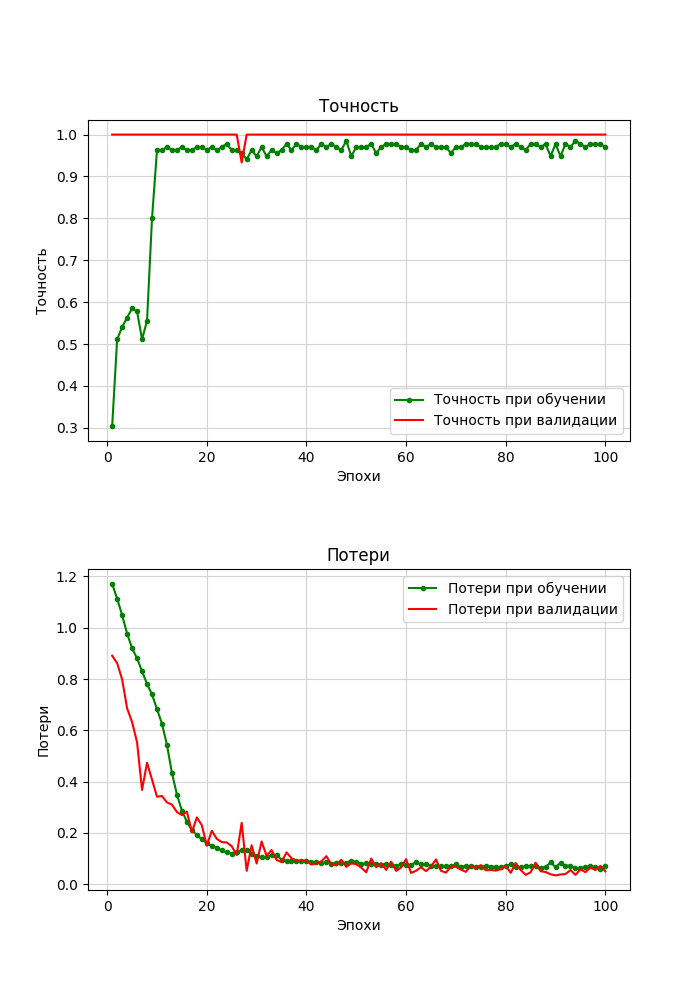 Точность
1.0
0.9
0.8
0.7
0.6
0.5
0.4
0.3
Точность
Точность при обучении
Точность при валидации
0 20 40 60 80 100
Эпохи
Потери
1.2
1.0
0.8
0.6
0.4
0.2
0.0
Потери
Потери при обучении
Потери при валидации
0 20 40 60 80 100
Эпохи